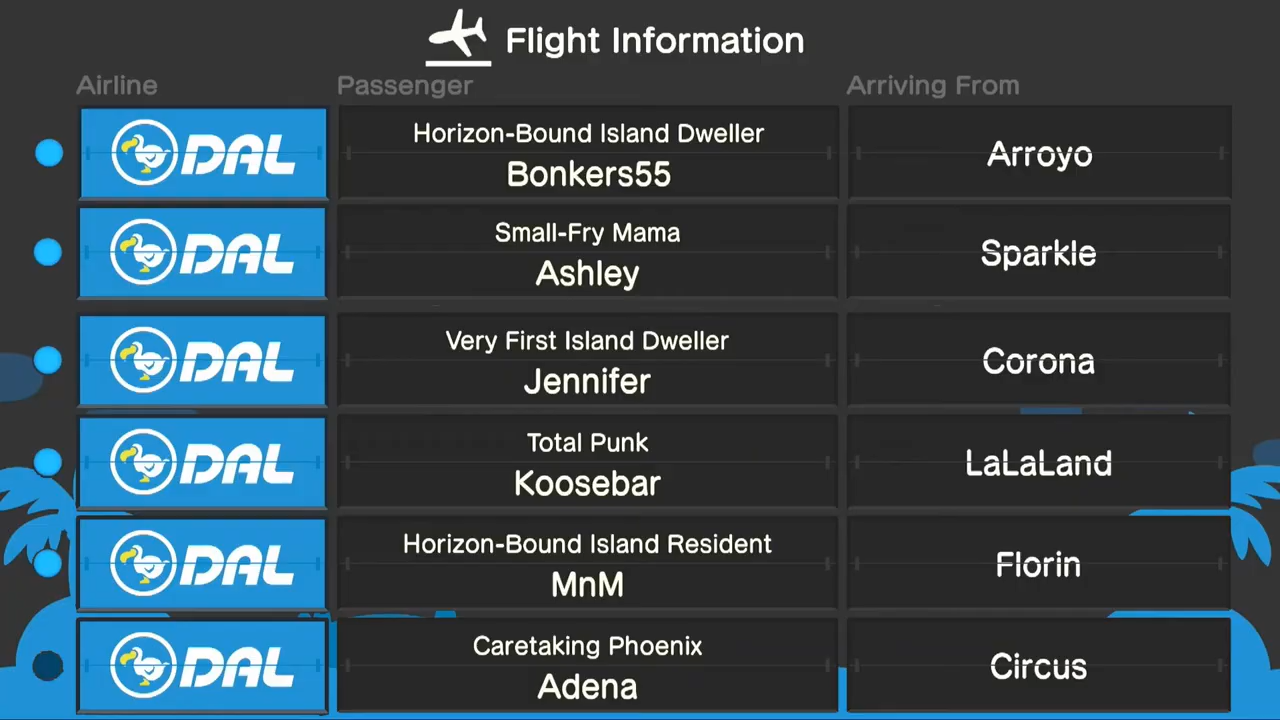 Flight Information
Airline Passenger Arriving From
DAL Horizon-Bound Island Dweller Arroyo
Bonkers55
DAL Small-Fry Mama Sparkle
Ashley
DAL Very First Island Dweller Corona
Jennifer
DAL Total Punk LaLaLand
Koosebar
DAL Horizon-Bound Island Resident Florin
MnM
DAL Caretaking Phoenix Circus
Adena